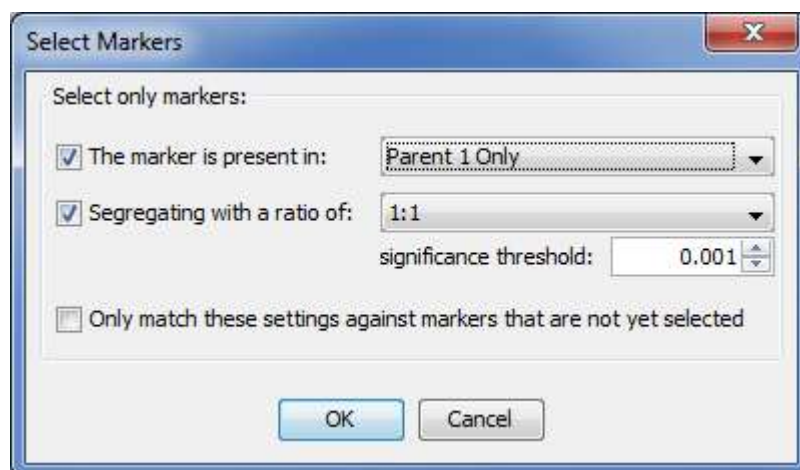 Select Markers
Select only markers:
The marker is present in: Parent 1 Only
Segregating with a ratio of: 1:1
significance threshold: 0.001
Only match these settings against markers that are not yet selected
OK Cancel